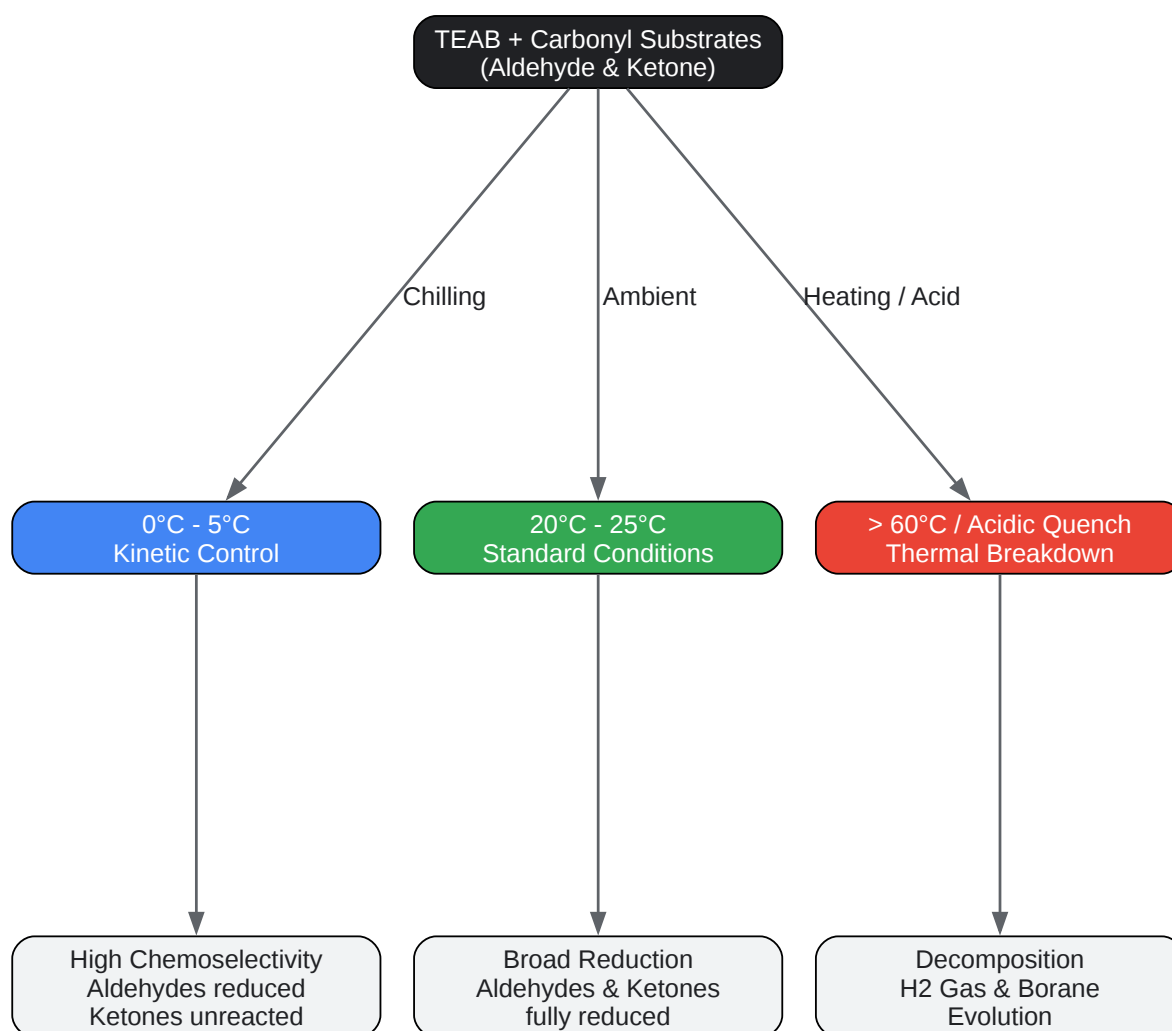 TEAB + Carbonyl Substrates
(Aldehyde & Ketone)
Chilling
Ambient
Heating / Acid
0°C - 5°C
Kinetic Control
20°C - 25°C
Standard Conditions
> 60°C / Acidic Quench
Thermal Breakdown
High Chemoselectivity
Aldehydes reduced
Ketones unreacted
Broad Reduction
Aldehydes & Ketones
fully reduced
Decomposition
H2 Gas & Borane
Evolution